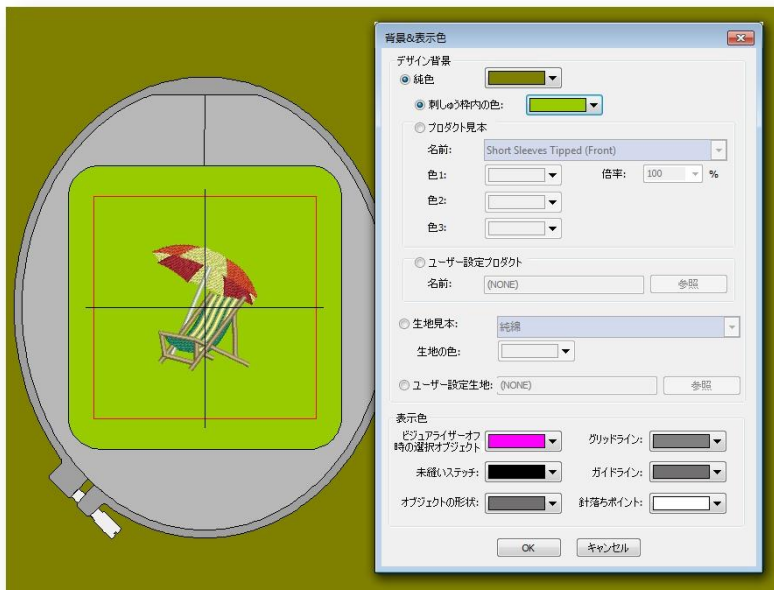 背景&表示色
デザイン背景
純色
刺しゅう枠内の色:
プロダクト見本
名前: Short Sleeves Tipped (Front)
色1: 倍率: 100 %
色2:
色3:
ユーザー設定プロダクト
名前: (NONE) 参照
生地見本: 純綿
生地の色:
ユーザー設定生地: (NONE) 参照
表示色
ビジュアライザーオフ
時の選択オブジェクト グリッドライン:
未縫いステッチ: ガイドライン:
オブジェクトの形状: 針落ちポイント:
OK キャンセル